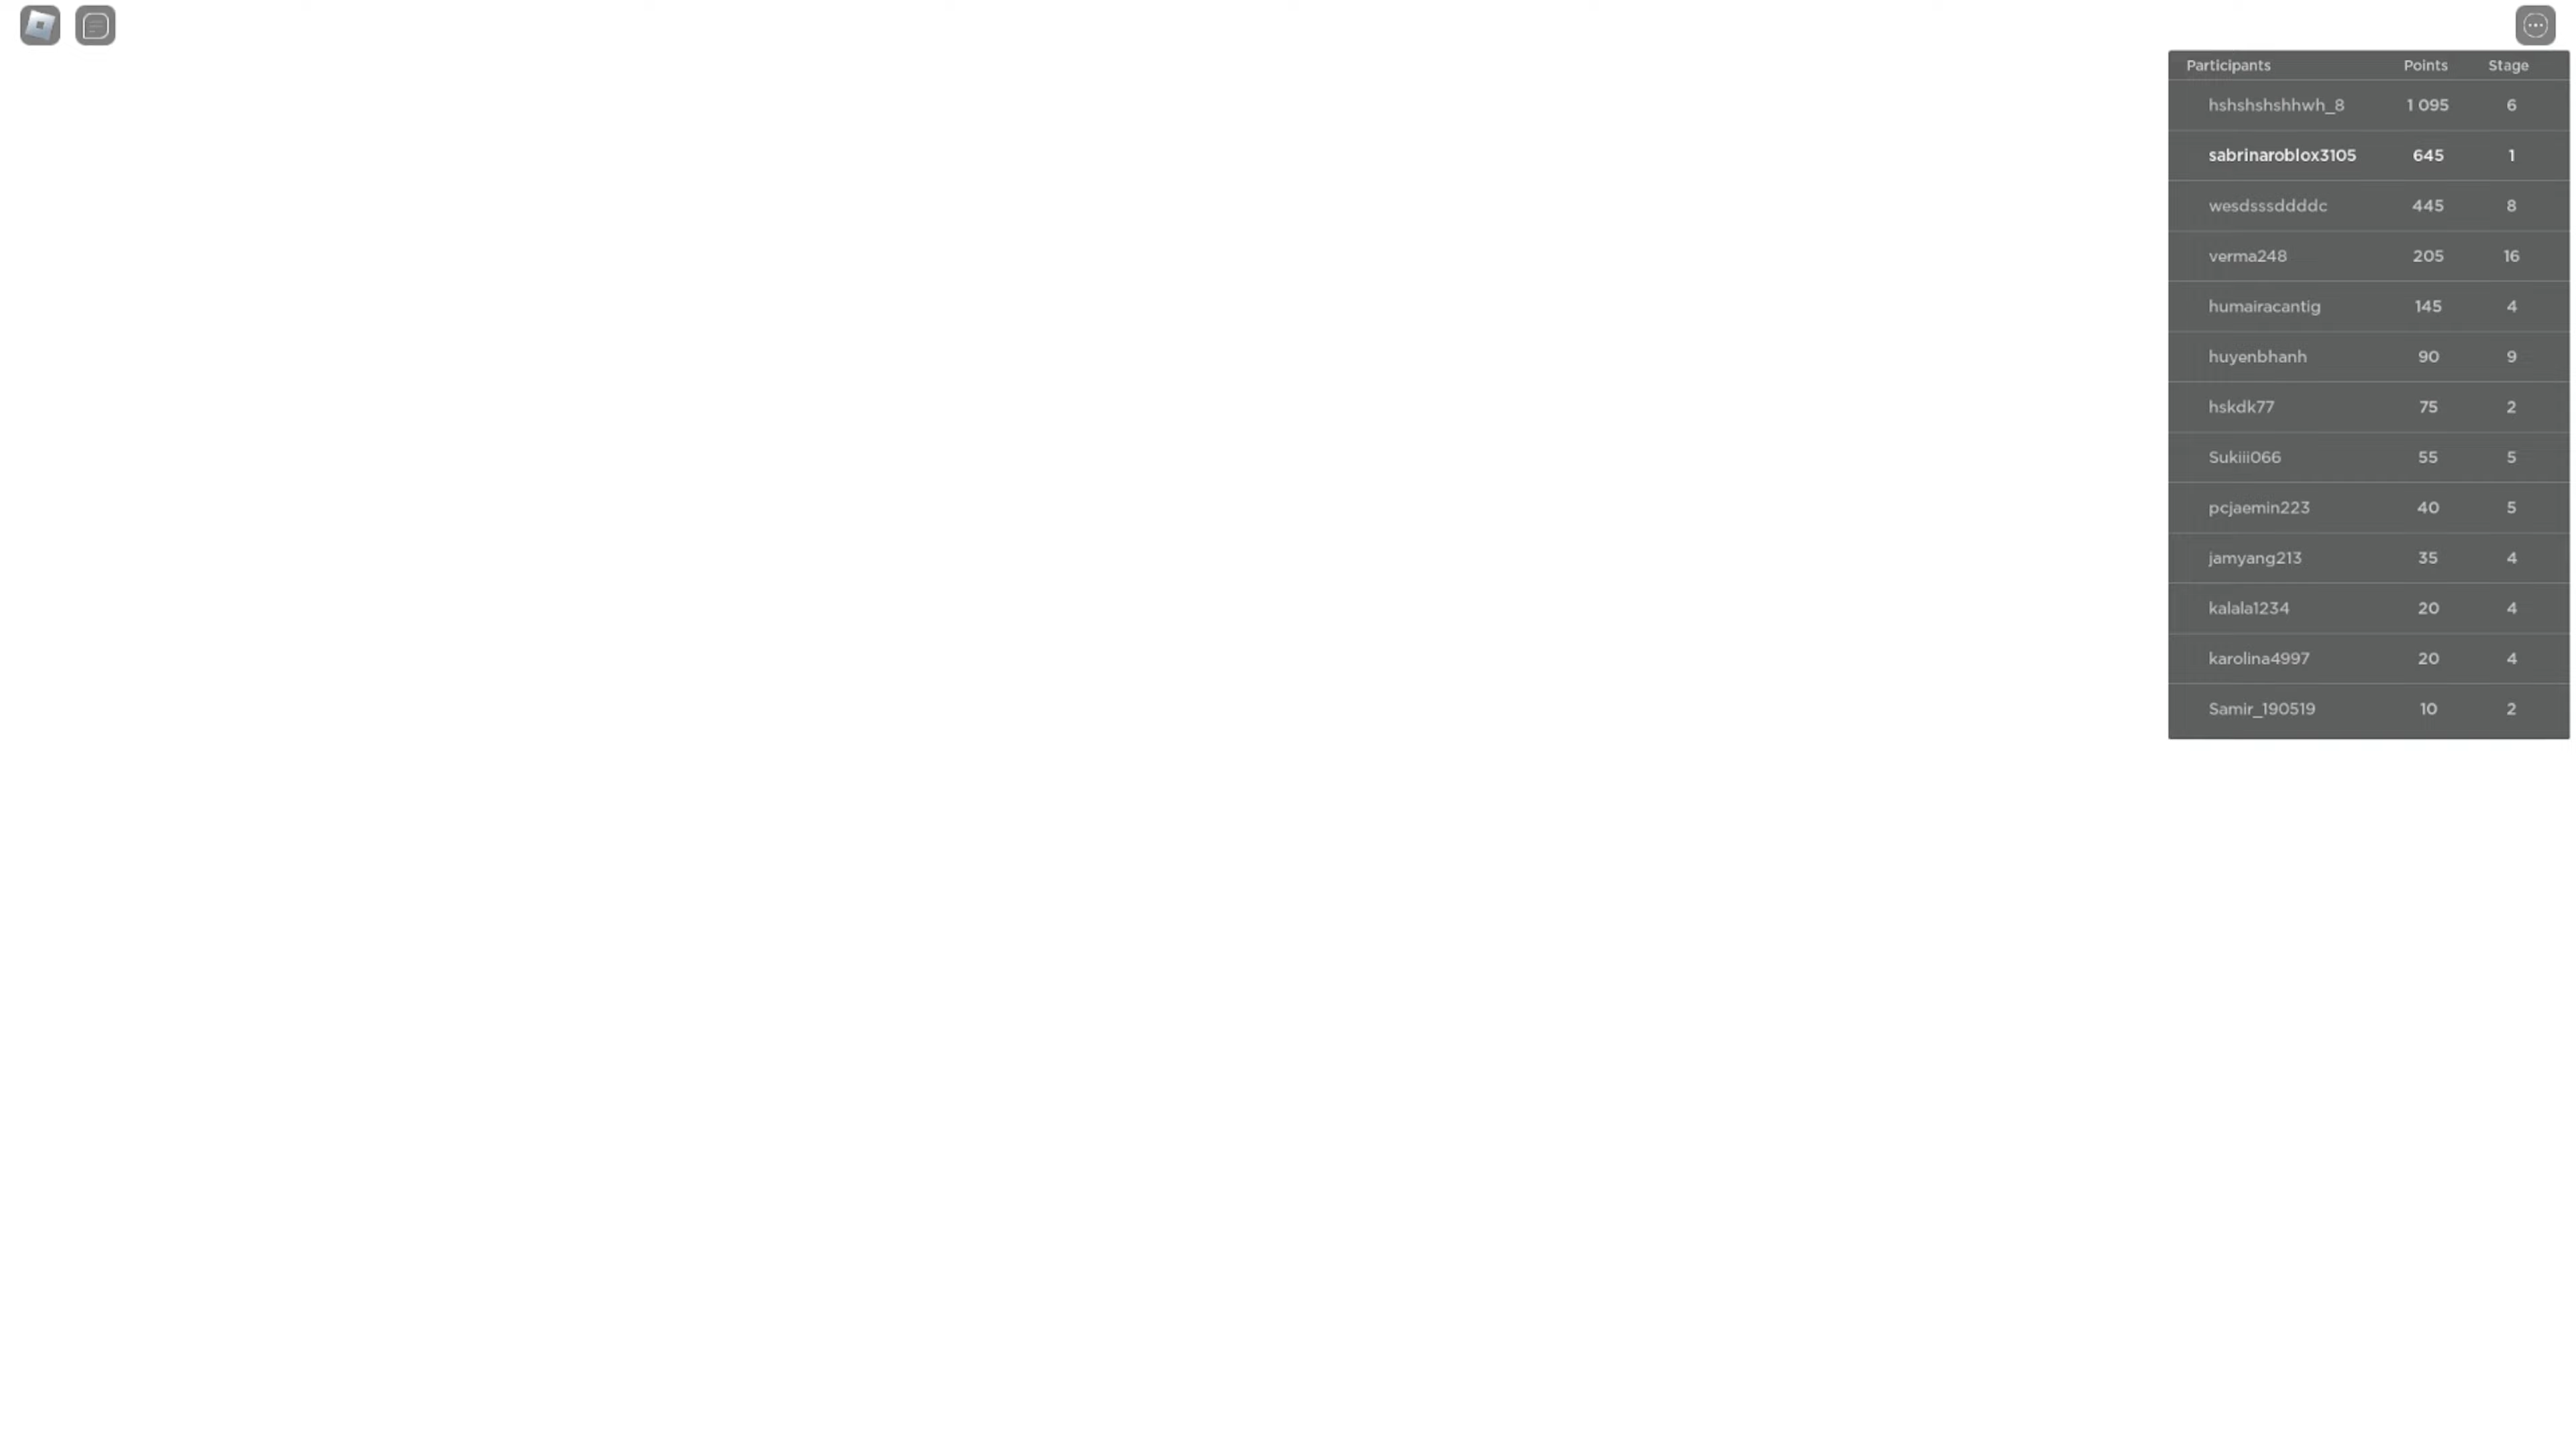 Participants Points Stage
hshshshshhwh_8 1 095 6
sabrinaroblox3105 645 1
wesdsssddddc 445 8
verma248 205 16
humairacantig 145 4
huyenbhanh 90 9
hskdk77 75 2
Sukiii066 55 5
pcjaemin223 40 5
jamyang213 35 4
kalala1234 20 4
karolina4997 20 4
Samir_190519 10 2